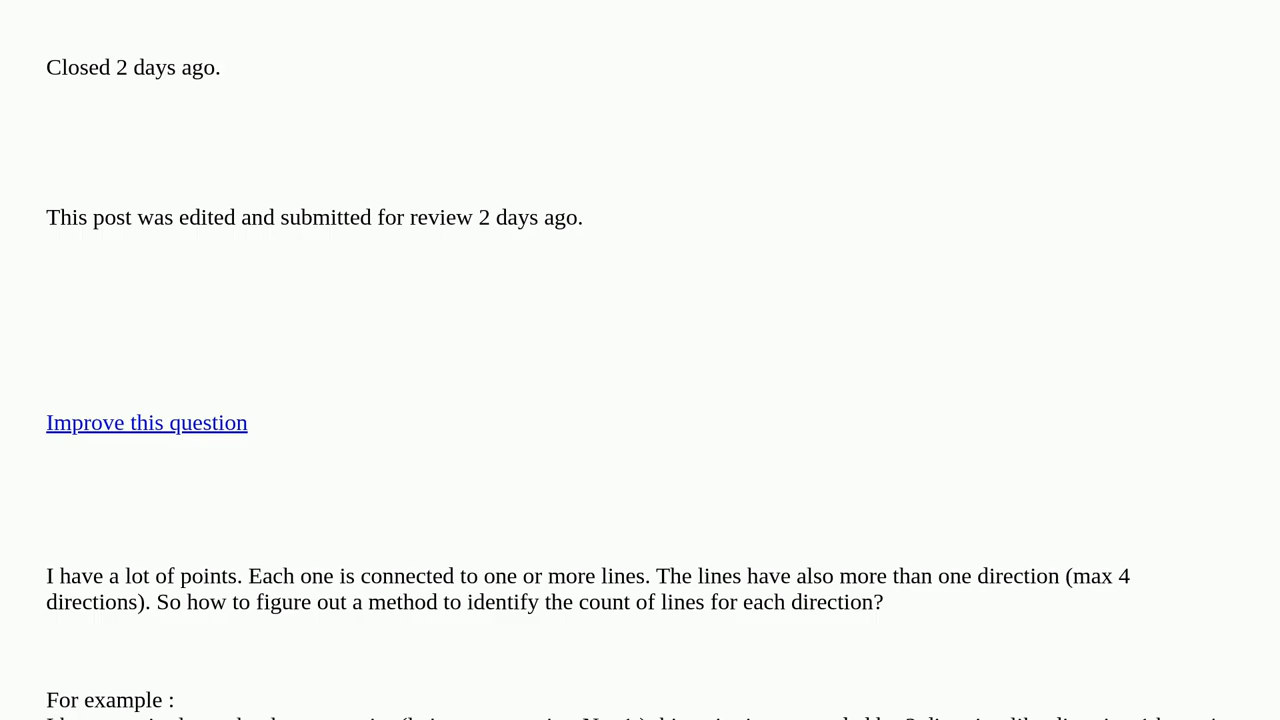 Closed 2 days ago.
This post was edited and submitted for review 2 days ago.
Improve this question
I have a lot of points. Each one is connected to one or more lines. The lines have also more than one direction (max 4
directions). So how to figure out a method to identify the count of lines for each direction?
For example :